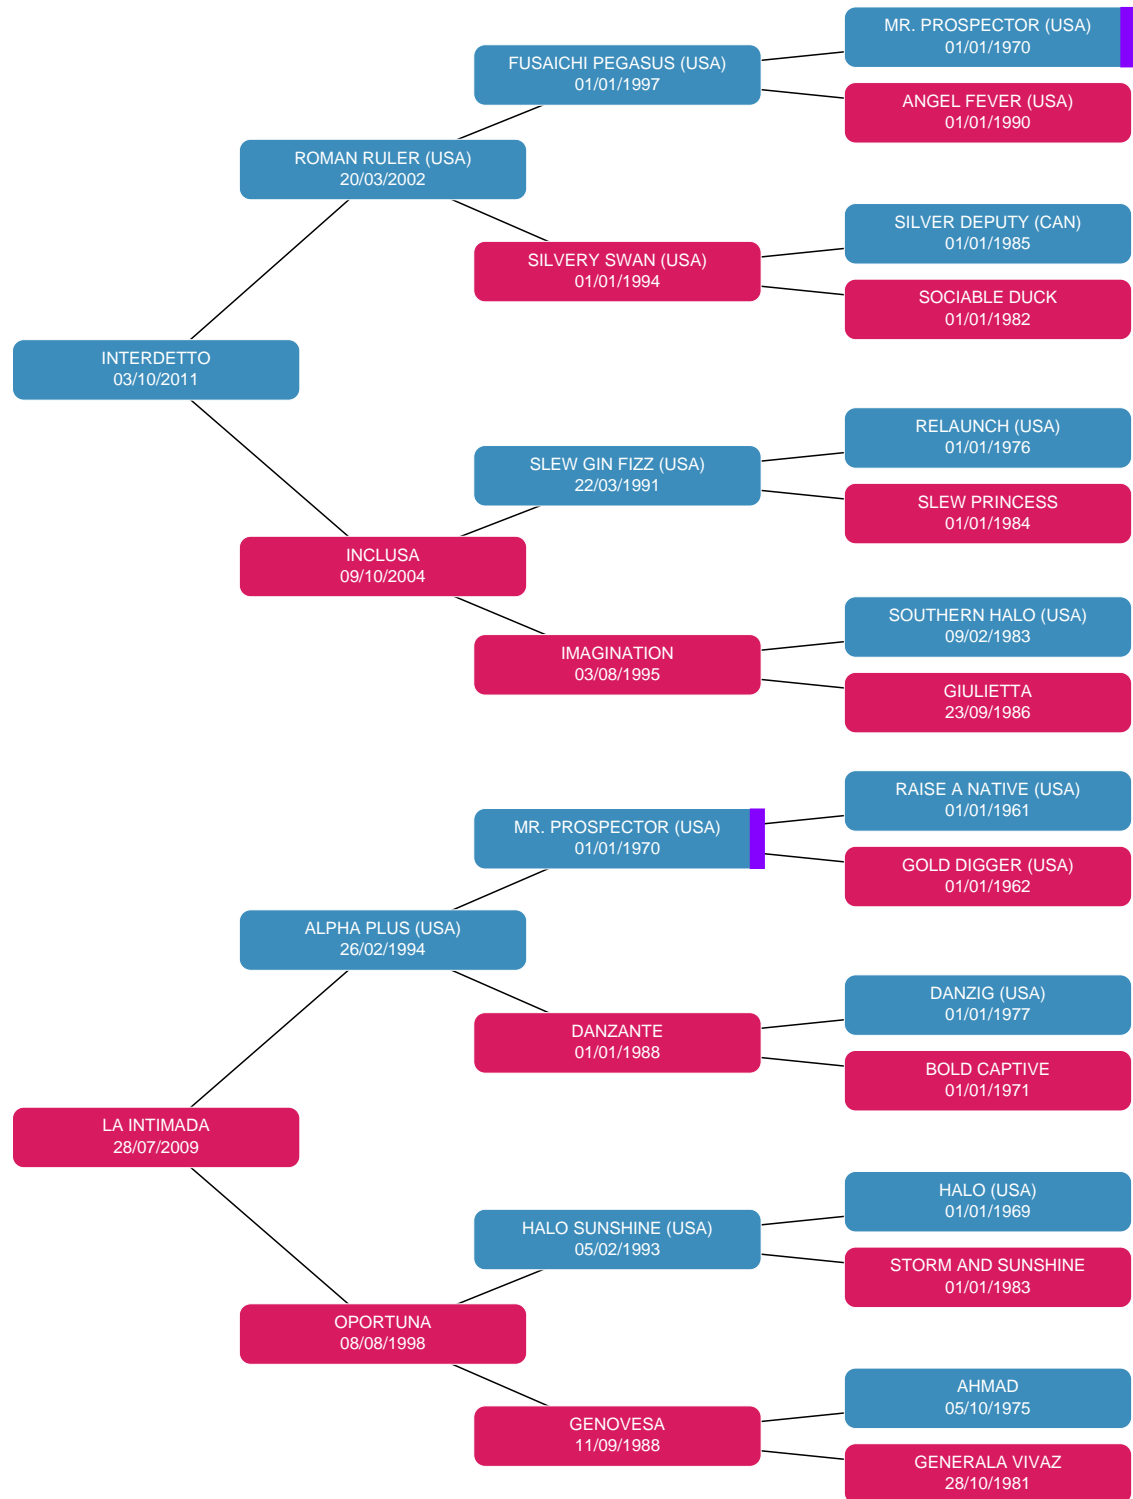 MR. PROSPECTOR (USA)
01/01/1970
FUSAICHI PEGASUS (USA)
01/01/1997
ANGEL FEVER (USA)
01/01/1990
ROMAN RULER (USA)
20/03/2002
SILVER DEPUTY (CAN)
01/01/1985
SILVERY SWAN (USA)
01/01/1994
SOCIABLE DUCK
01/01/1982
INTERDETTO
03/10/2011
RELAUNCH (USA)
01/01/1976
SLEW GIN FIZZ (USA)
22/03/1991
SLEW PRINCESS
01/01/1984
INCLUSA
09/10/2004
SOUTHERN HALO (USA)
09/02/1983
IMAGINATION
03/08/1995
GIULIETTA
23/09/1986
RAISE A NATIVE (USA)
01/01/1961
MR. PROSPECTOR (USA)
01/01/1970
GOLD DIGGER (USA)
01/01/1962
ALPHA PLUS (USA)
26/02/1994
DANZIG (USA)
01/01/1977
DANZANTE
01/01/1988
BOLD CAPTIVE
01/01/1971
LA INTIMADA
28/07/2009
HALO (USA)
01/01/1969
HALO SUNSHINE (USA)
05/02/1993
STORM AND SUNSHINE
01/01/1983
OPORTUNA
08/08/1998
AHMAD
05/10/1975
GENOVESA
11/09/1988
GENERALA VIVAZ
28/10/1981